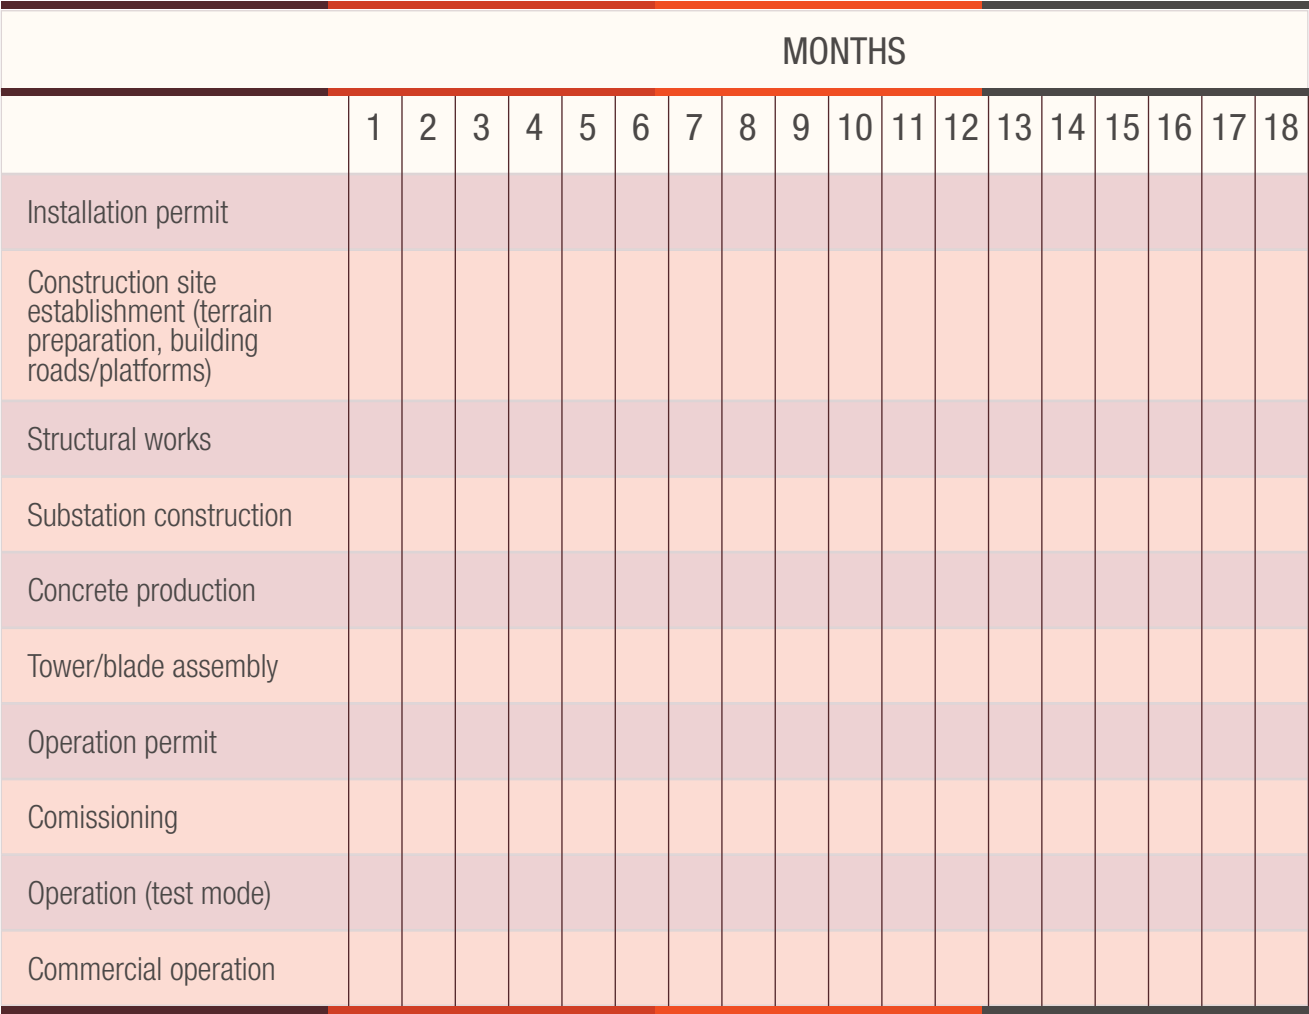 MONTHS
1 2 3 4 5 6 7 8 9 10 11 12 13 14 15 16 17 18
Installation permit
Construction site
establishment (terrain
preparation, building
roads/platforms)
Structural works
Substation construction
Concrete production
Tower/blade assembly
Operation permit
Comissioning
Operation (test mode)
Commercial operation